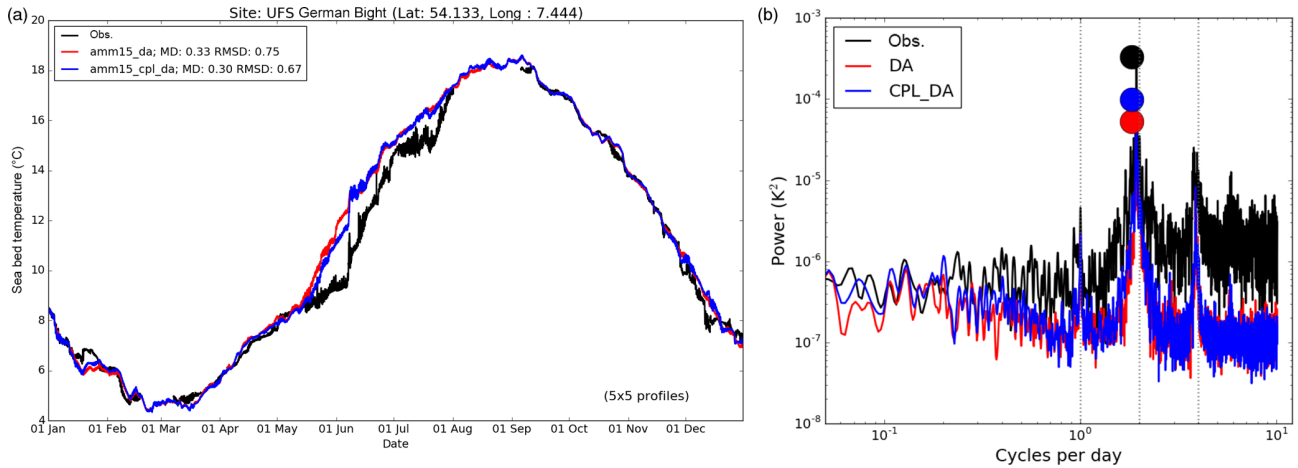 (a)
Site: UFS German Bight (Lat: 54.133, Long : 7.444)
Obs.
amm15_da; MD: 0.33 RMSD: 0.75
amm15_cpl_da; MD: 0.30 RMSD: 0.67
Sea bed temperature (°C)
20
18
16
14
12
10
8
6
4
(5x5 profiles)
01 Jan 01 Feb 01 Mar 01 Apr 01 May 01 Jun 01 Jul 01 Aug 01 Sep 01 Oct 01 Nov 01 Dec
Date
(b)
Obs.
DA
CPL_DA
Power (K²)
10⁻³
10⁻⁴
10⁻⁵
10⁻⁶
10⁻⁷
10⁻⁸
10⁻¹ 10⁰ 10¹
Cycles per day